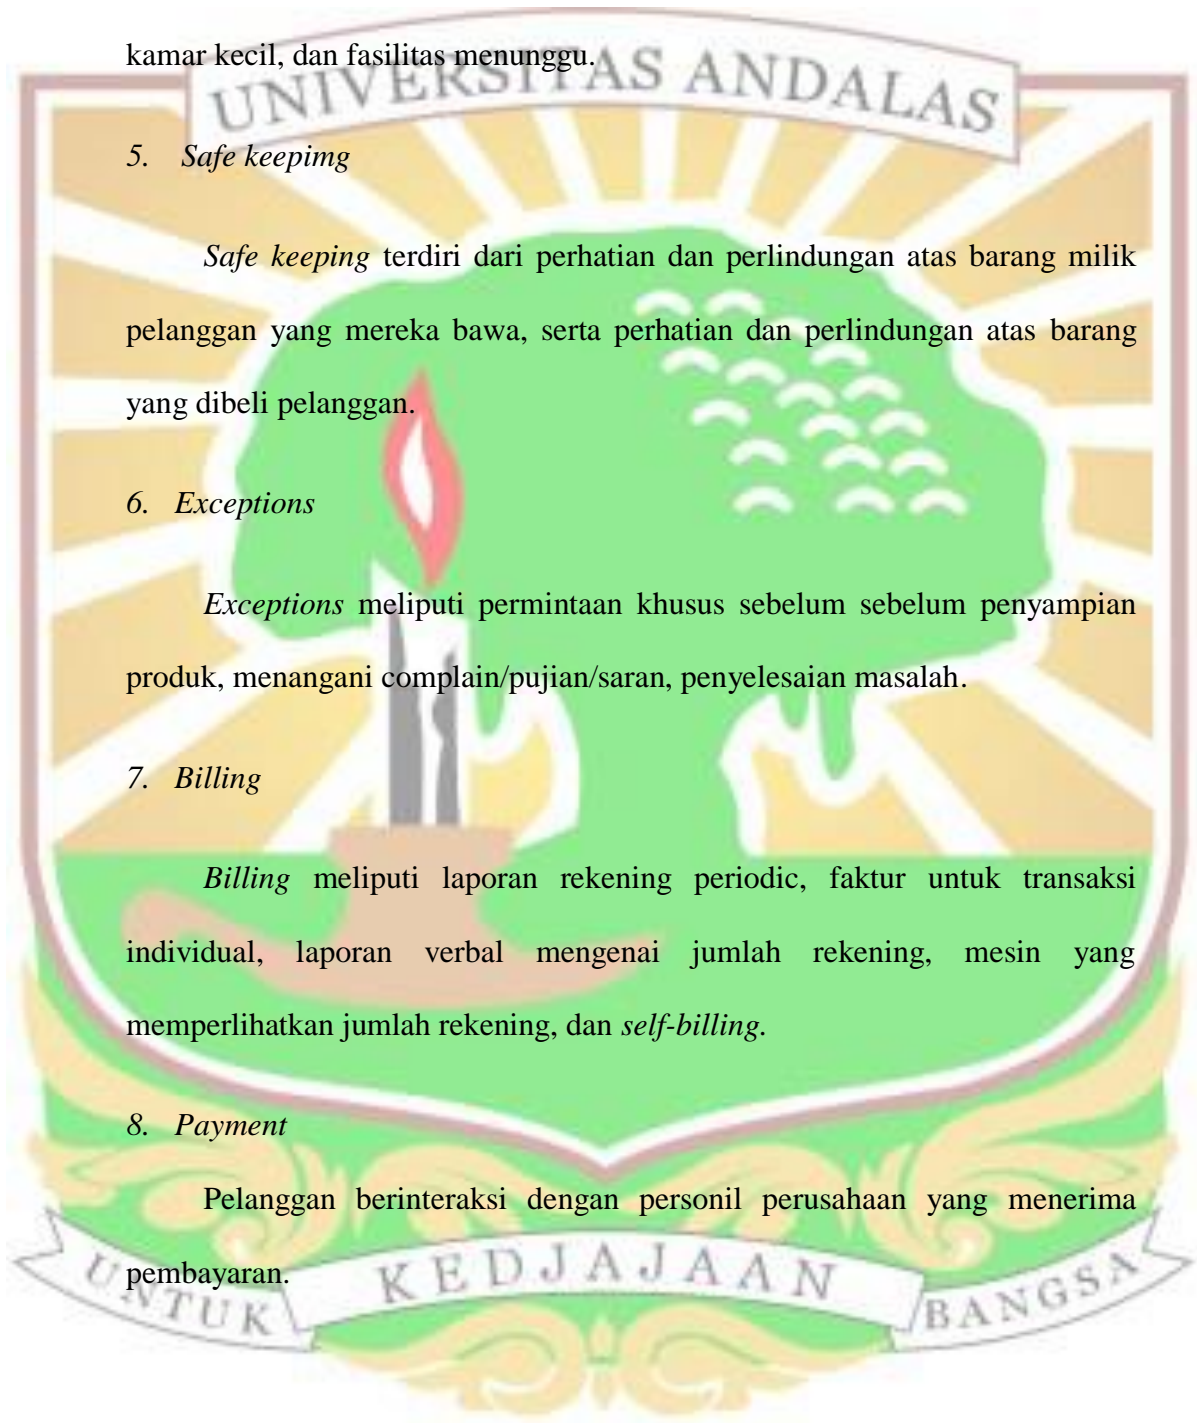 kamar kecil, dan fasilitas menunggu.
UNIVERSITAS ANDALAS
5. Safe keepimg
Safe keeping terdiri dari perhatian dan perlindungan atas barang milik
pelanggan yang mereka bawa, serta perhatian dan perlindungan atas barang
yang dibeli pelanggan.
6. Exceptions
Exceptions meliputi permintaan khusus sebelum sebelum penyampian
produk, menangani complain/pujian/saran, penyelesaian masalah.
7. Billing
Billing meliputi laporan rekening periodic, faktur untuk transaksi
individual, laporan verbal mengenai jumlah rekening, mesin yang
memperlihatkan jumlah rekening, dan self-billing.
8. Payment
Pelanggan berinteraksi dengan personil perusahaan yang menerima
pembayaran.
UNTUK KEDJAJAAN BANGSA